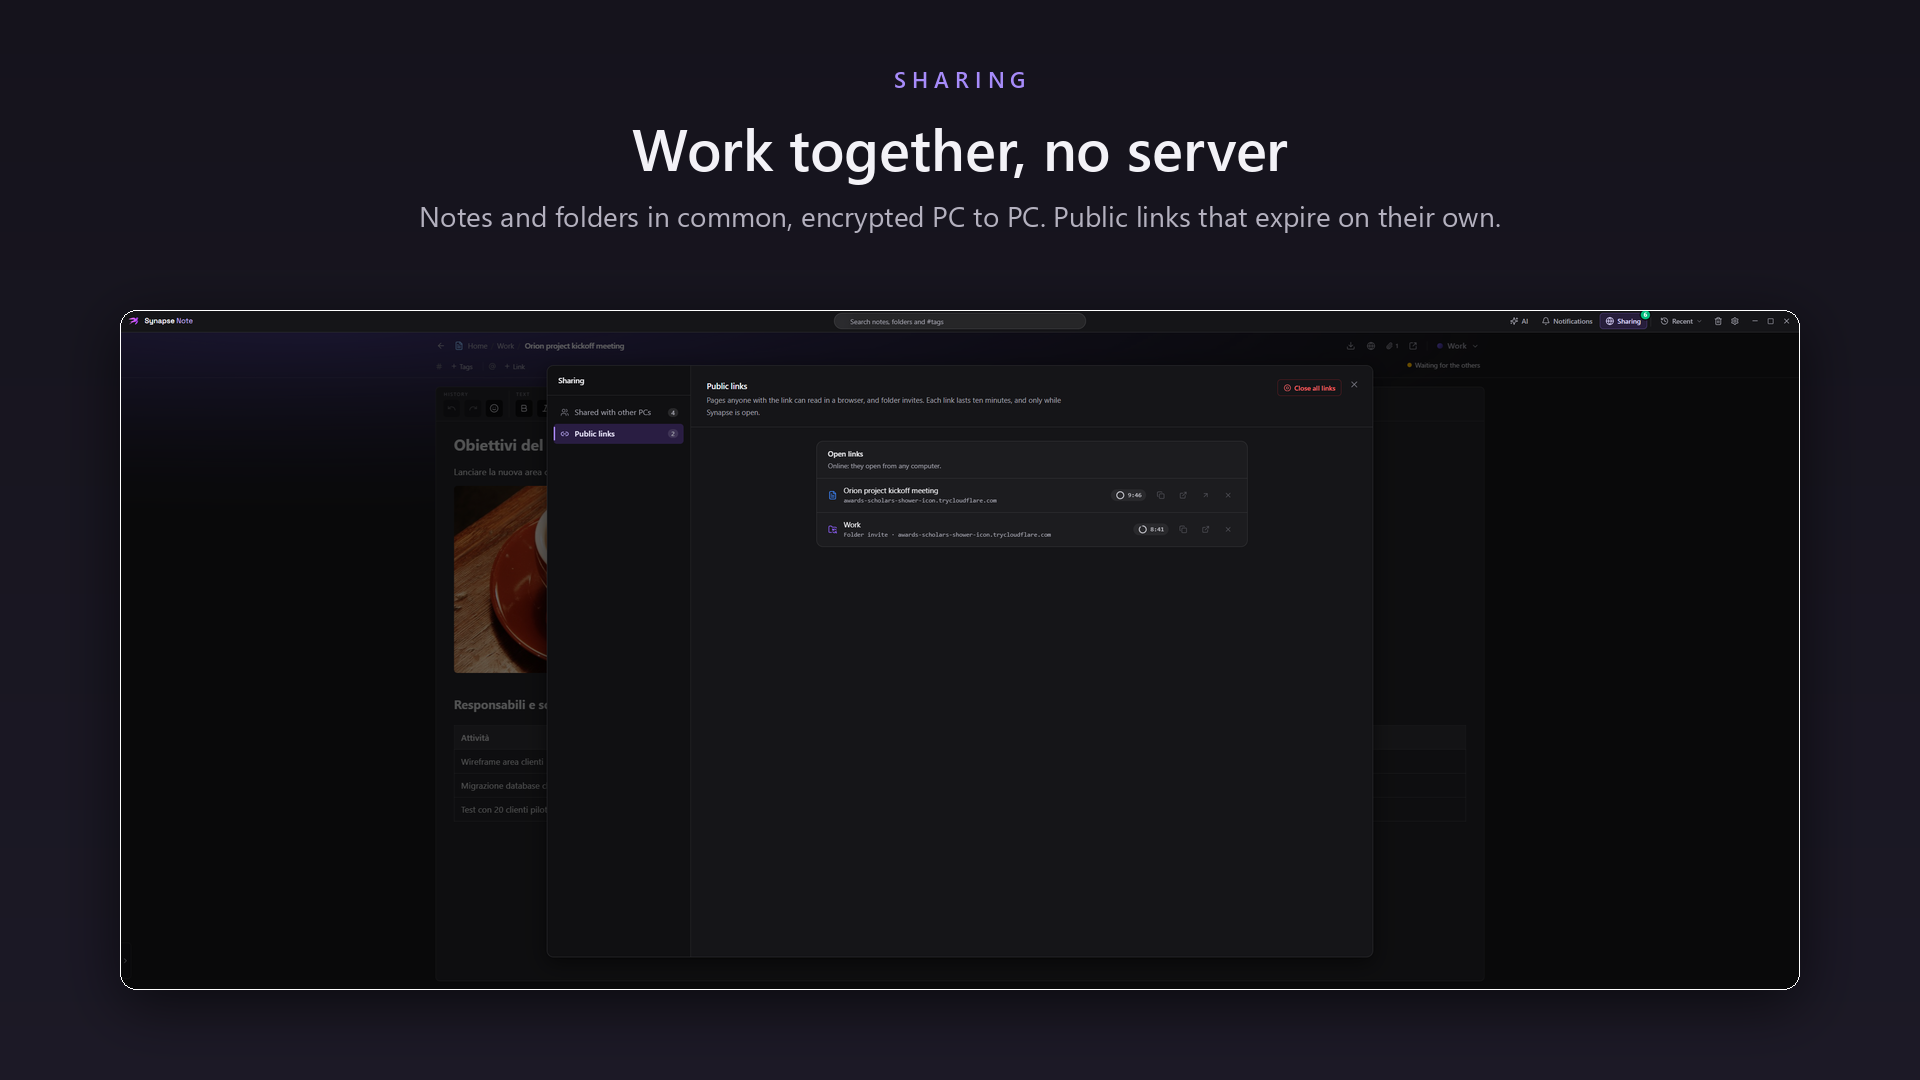 SHARING
Work together, no server
Notes and folders in common, encrypted PC to PC. Public links that expire on their own.
Synapse Note
Search notes, folders and #tags
AI
Notifications
Sharing
6
Recent
Home
Work
Orion project kickoff meeting
1
Work
+ Tags
+ Link
Waiting for the others
Sharing
Shared with other PCs
4
Public links
2
Public links
Pages anyone with the link can read in a browser, and folder invites. Each link lasts ten minutes, and only while
Synapse is open.
Close all links
Open links
Online: they open from any computer.
Orion project kickoff meeting
awards-scholars-shower-icon.trycloudflare.com
9:46
Work
Folder invite · awards-scholars-shower-icon.trycloudflare.com
8:41
B
Obiettivi del
Lanciare la nuova area
Responsabili e
Attività
Wireframe area clienti
Migrazione database
Test con 20 clienti